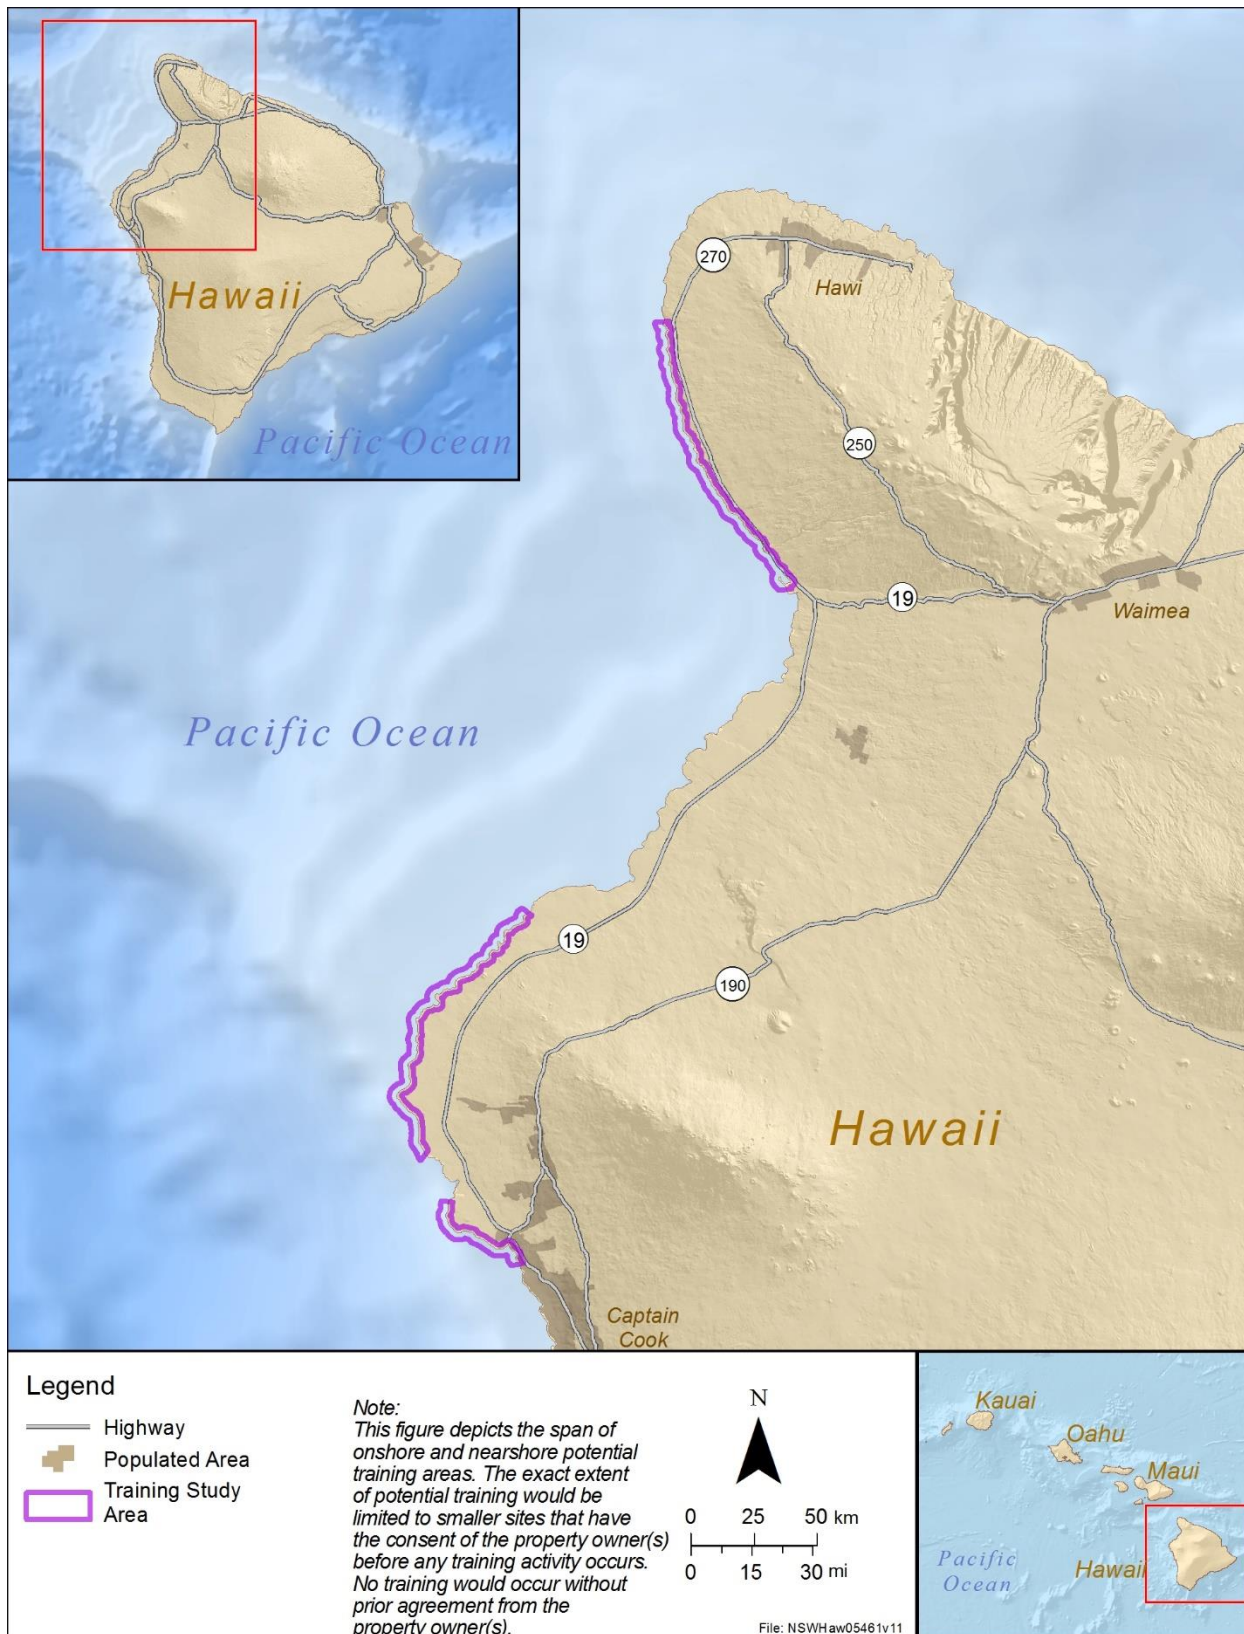 Hawaii
Pacific Ocean
270
Hawi
250
19
Waimea
Pacific Ocean
19
190
Hawaii
Captain
Cook
Legend
Highway
Populated Area
Training Study
Area
Note:
This figure depicts the span of
onshore and nearshore potential
training areas. The exact extent
of potential training would be
limited to smaller sites that have
the consent of the property owner(s)
before any training activity occurs.
No training would occur without
prior agreement from the
property owner(s).
N
0 25 50 km
0 15 30 mi
File: NSWHaw05461v11
Kauai
Oahu
Maui
Pacific
Ocean
Hawaii